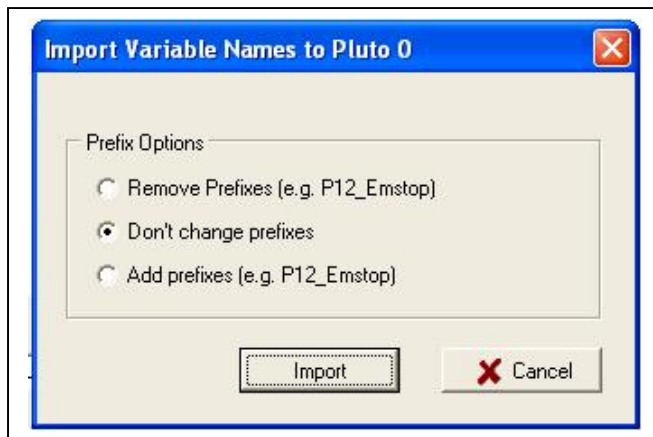 Import Variable Names to Pluto 0
Prefix Options
Remove Prefixes (e.g. P12_Emstop)
Don't change prefixes
Add prefixes (e.g. P12_Emstop)
Import
Cancel